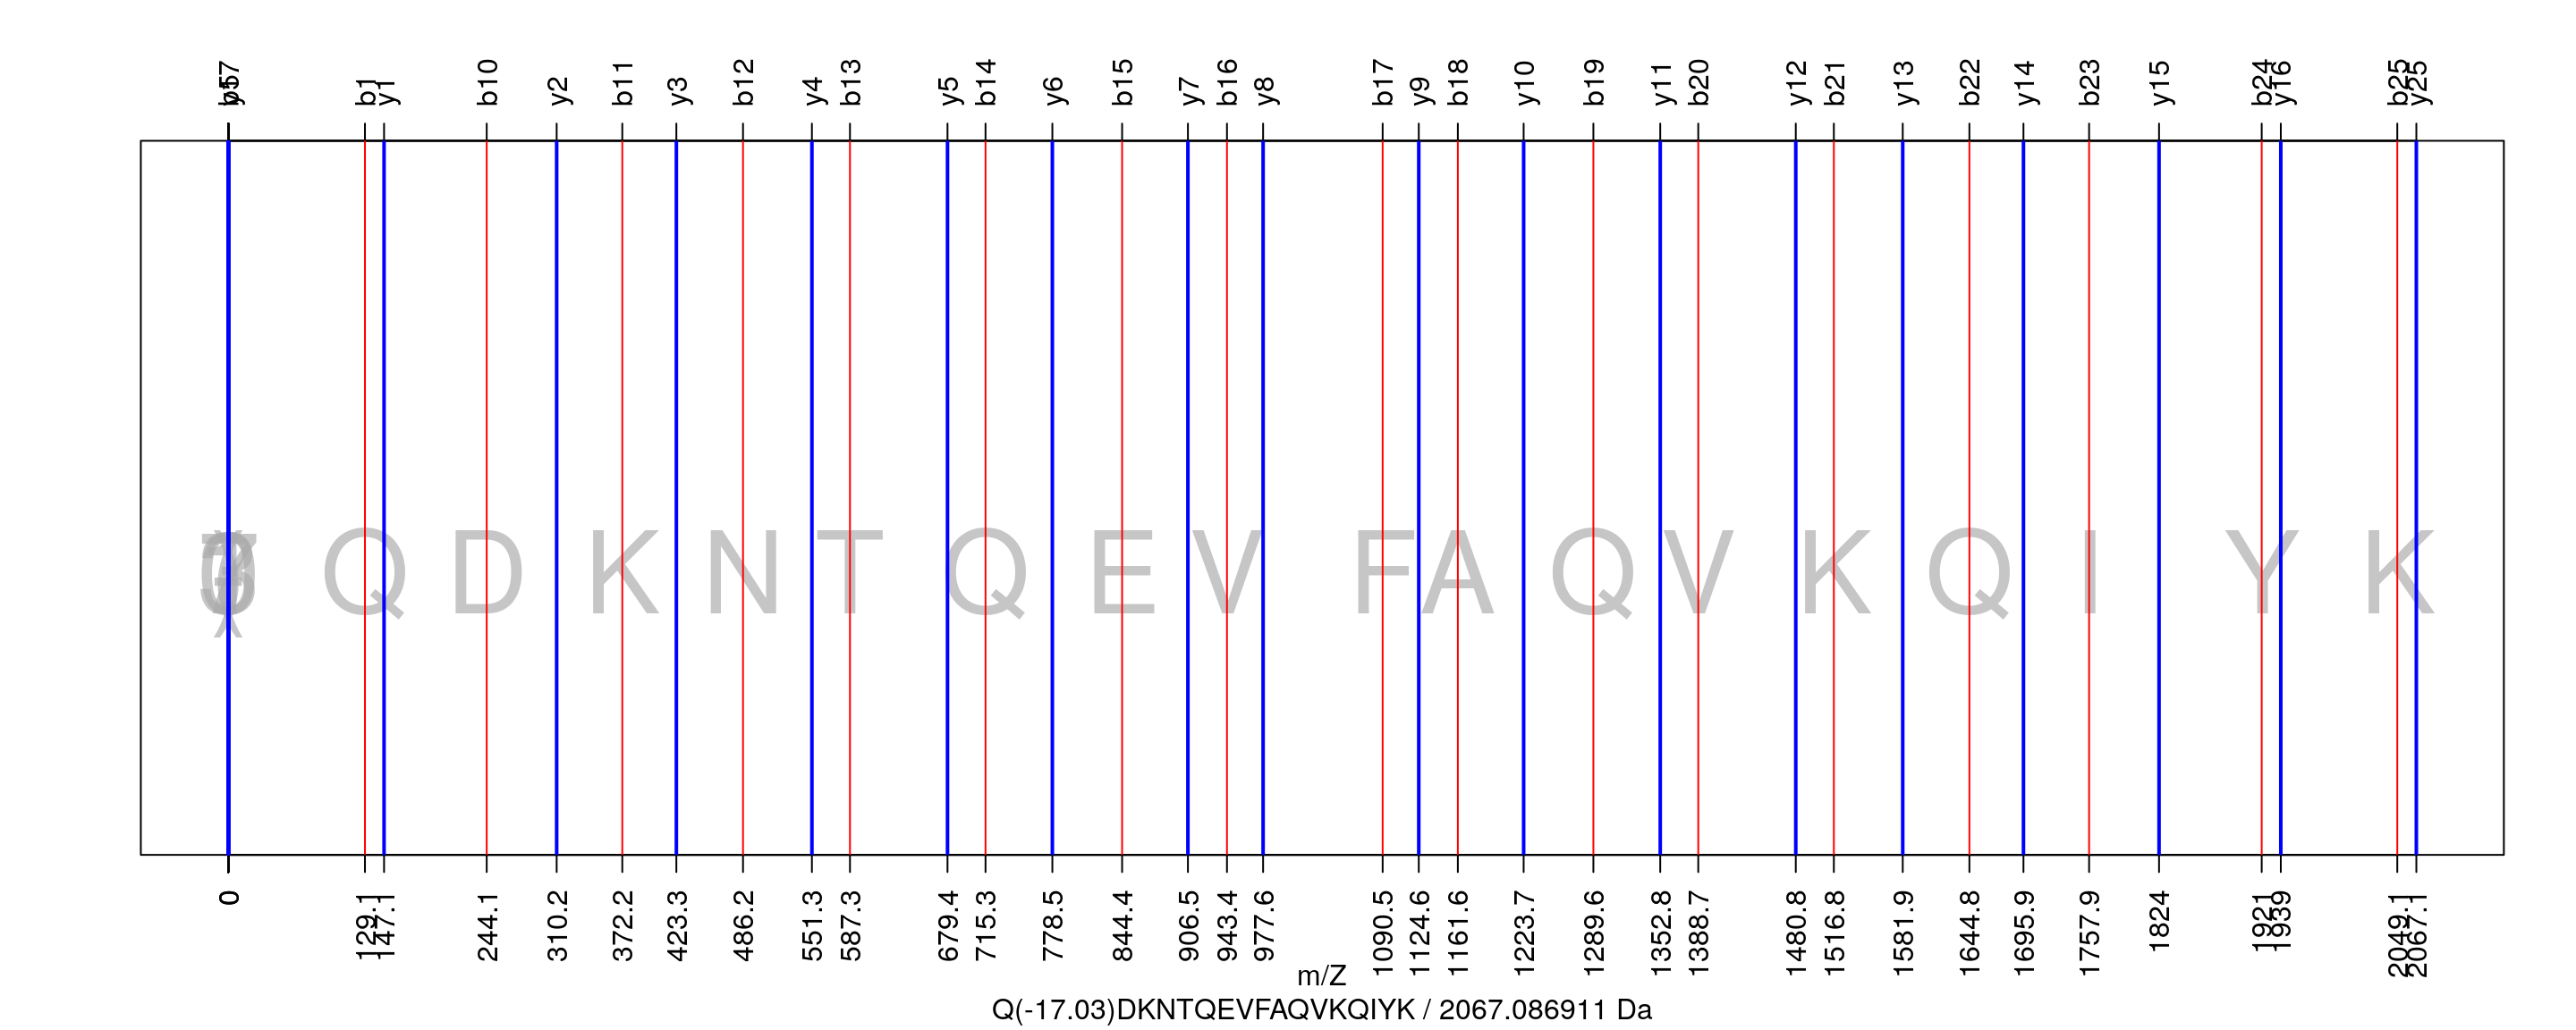 b1 y1 b10 y2 b11 y3 b12 y4 b13 y5 b14 y6 b15 y7 b16 y8 b17 y9 b18 y10 b19 y11 b20 y12 b21 y13 b22 y14 b23 y15 b24 y16 b25 y25
Q D K N T Q E V F A Q V K Q I Y K
0 129.1 147.1 244.1 310.2 372.2 423.3 486.2 551.3 587.3 679.4 715.3 778.5 844.4 906.5 943.4 977.6 1090.5 1124.6 1161.6 1223.7 1289.6 1352.8 1388.7 1480.8 1516.8 1581.9 1644.8 1695.9 1757.9 1824 1921 1939 2049.1 2067.1
m/Z
Q(-17.03)DKNTQEVFAQVKQIYK / 2067.086911 Da